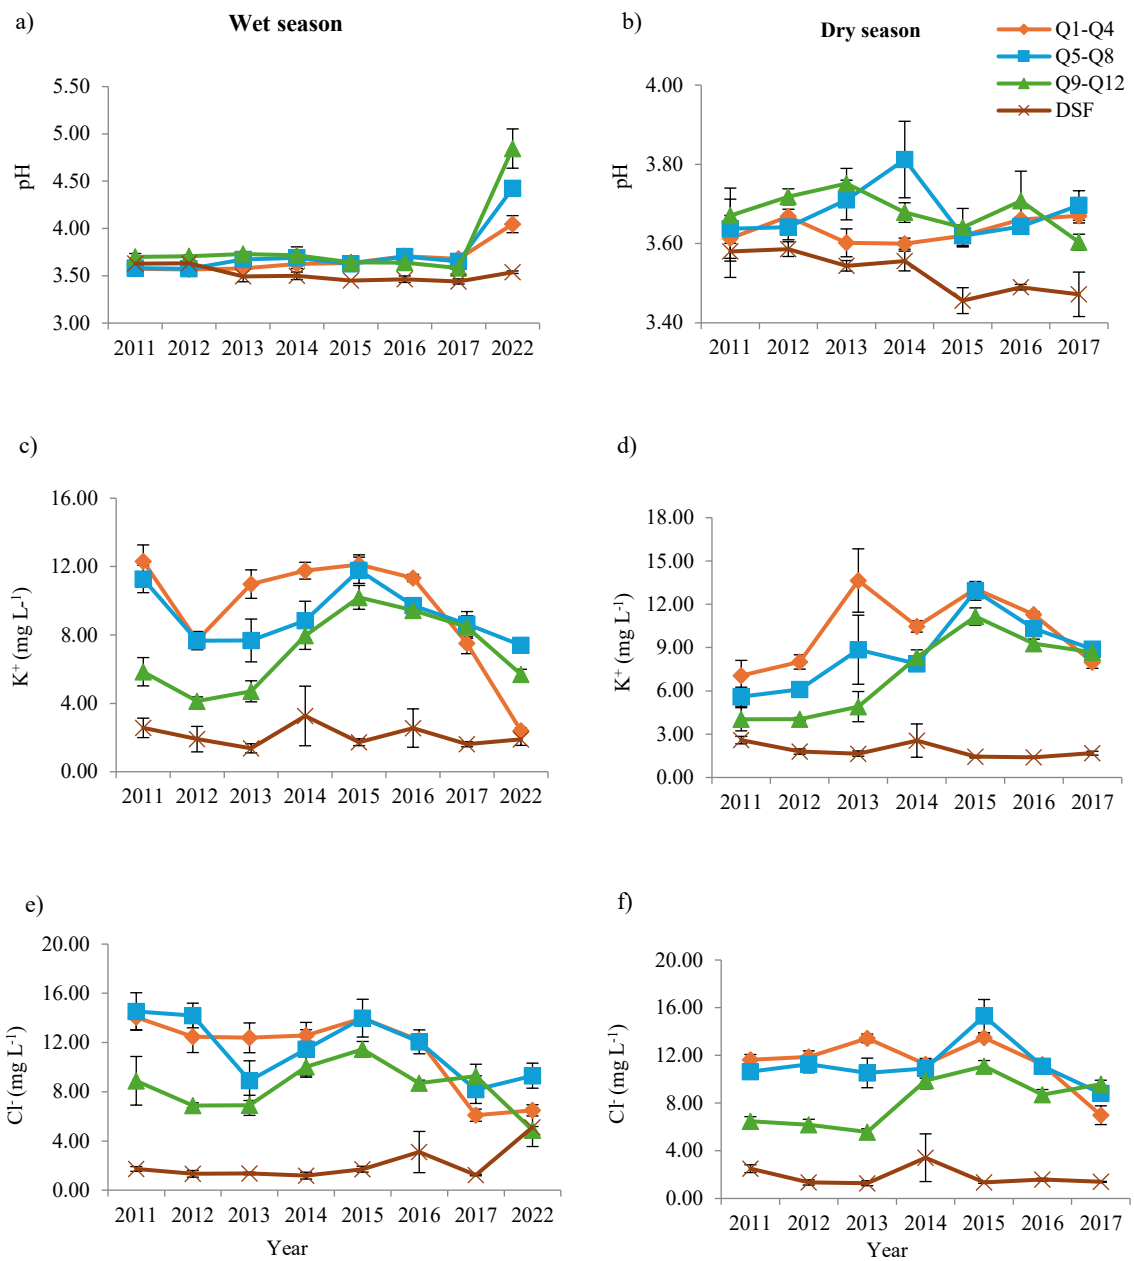 a)
Wet season
pH
5.50
5.00
4.50
4.00
3.50
3.00
2011 2012 2013 2014 2015 2016 2017 2022
b)
Dry season
Q1-Q4
Q5-Q8
Q9-Q12
DSF
pH
4.00
3.80
3.60
3.40
2011 2012 2013 2014 2015 2016 2017
c)
K⁺ (mg L-¹)
16.00
12.00
8.00
4.00
0.00
2011 2012 2013 2014 2015 2016 2017 2022
d)
K⁺ (mg L⁻¹)
18.00
15.00
12.00
9.00
6.00
3.00
0.00
2011 2012 2013 2014 2015 2016 2017
e)
Cl⁻ (mg L⁻¹)
20.00
16.00
12.00
8.00
4.00
0.00
2011 2012 2013 2014 2015 2016 2017 2022
Year
f)
Cl⁻ (mg L⁻¹)
20.00
16.00
12.00
8.00
4.00
0.00
2011 2012 2013 2014 2015 2016 2017
Year